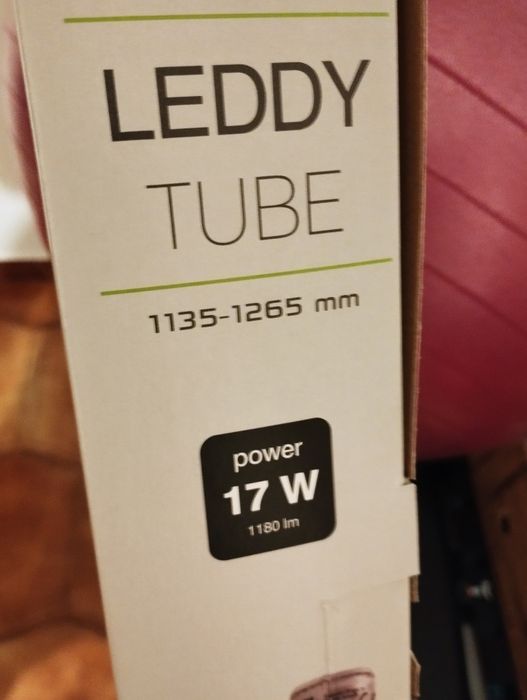 LEDDY
TUBE
1135-1265 mm
power
17 W
1180 lm